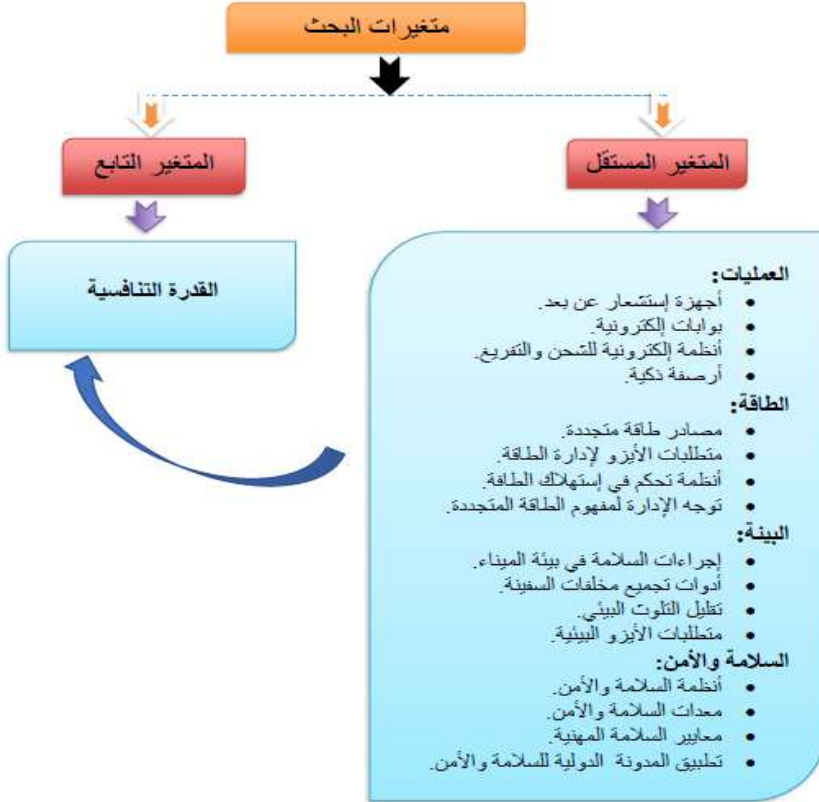 متغيرات البحث
المتغير المستقل
المتغير التابع
العمليات:
• أجهزة إستشعار عن بعد.
• بوابات إلكترونية.
• أنظمة إلكترونية للشحن والتفريغ.
• أرصفة ذكية.
الطاقة:
• مصادر طاقة متجددة.
• متطلبات الأيزو لإدارة الطاقة.
• أنظمة تحكم في إستهلاك الطاقة.
• توجه الإدارة لمفهوم الطاقة المتجددة.
البيئة:
• إجراءات السلامة في بيئة الميناء.
• أدوات تجميع مخلفات السفينة.
• تقليل التلوث البيئي.
• متطلبات الأيزو البيئية.
السلامة والأمن:
• أنظمة السلامة والأمن.
• معدات السلامة والأمن.
• معايير السلامة المهنية.
• تطبيق المدونة الدولية للسلامة والأمن.
القدرة التنافسية